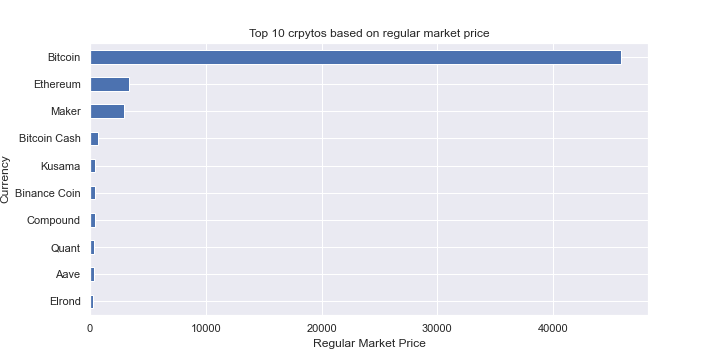 Top 10 crpytos based on regular market price
Currency
Bitcoin
Ethereum
Maker
Bitcoin Cash
Kusama
Binance Coin
Compound
Quant
Aave
Elrond
0 10000 20000 30000 40000
Regular Market Price